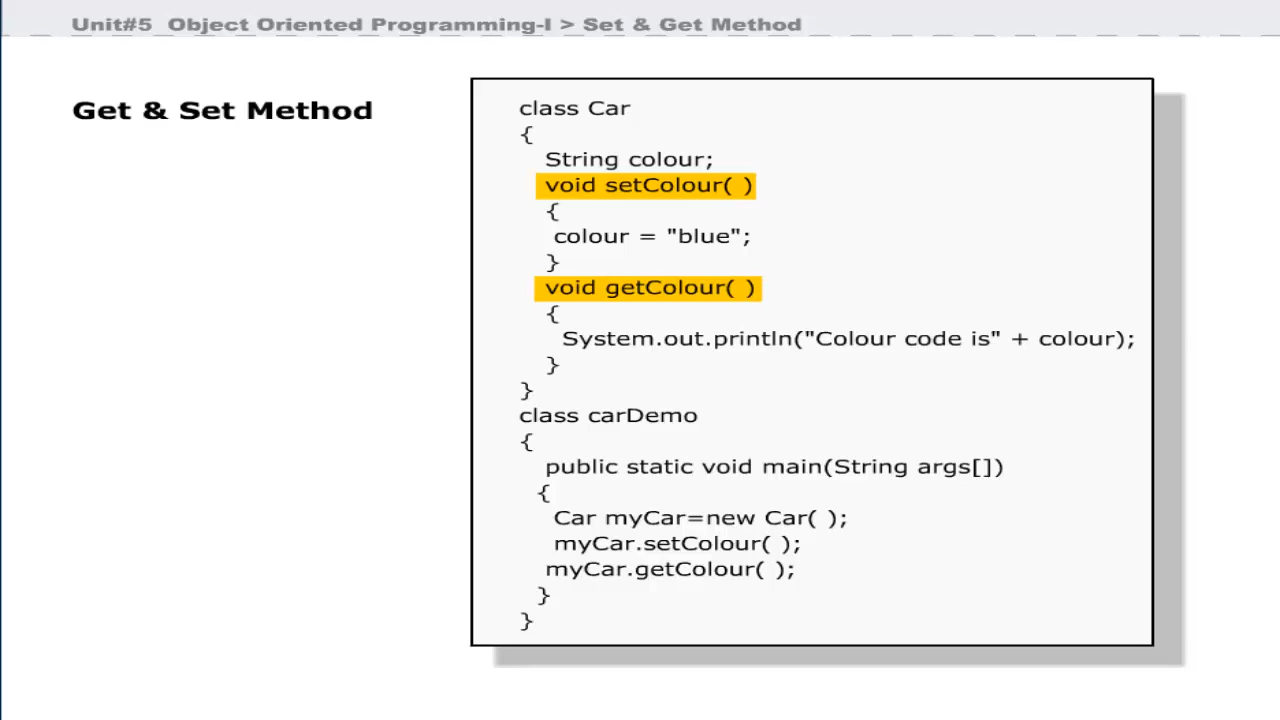 Unit#5 Object Oriented Programming-I > Set & Get Method
Get & Set Method
class Car
{
String colour;
void setColour( )
{
colour = "blue";
}
void getColour( )
{
System.out.println("Colour code is" + colour);
}
}
class carDemo
{
public static void main(String args[])
{
Car myCar=new Car( );
myCar.setColour( );
myCar.getColour( );
}
}